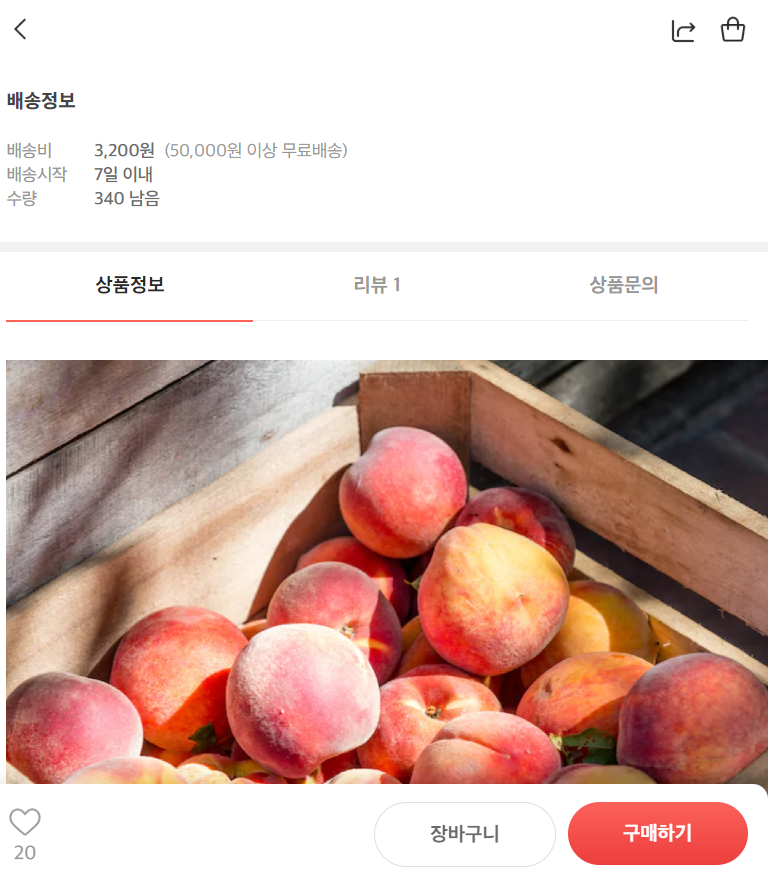 배송정보
배송비 3,200원 (50,000원 이상 무료배송)
배송시작 7일 이내
수량 340 남음
상품정보 리뷰 1 상품문의
20 장바구니 구매하기